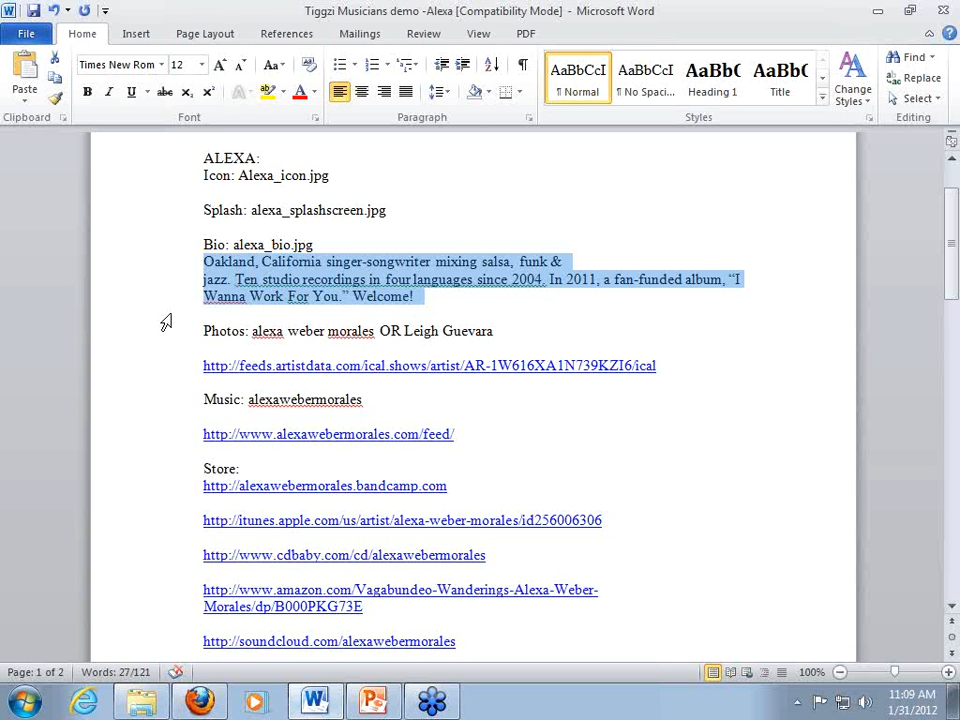 Tiggzi Musicians demo -Alexa [Compatibility Mode] - Microsoft Word
File Home Insert Page Layout References Mailings Review View PDF
Paste
Times New Rom 12
AaBbCcI AaBbCcI AaBbC AaBbC
¶ Normal ¶ No Spaci... Heading 1 Title
Change Styles
Find
Replace
Select
Clipboard Font Paragraph Styles Editing
ALEXA:
Icon: Alexa_icon.jpg
Splash: alexa_splashscreen.jpg
Bio: alexa_bio.jpg
Oakland, California singer-songwriter mixing salsa, funk &
jazz. Ten studio recordings in four languages since 2004. In 2011, a fan-funded album, “I
Wanna Work For You.” Welcome!
Photos: alexa weber morales OR Leigh Guevara
http://feeds.artistdata.com/ical.shows/artist/AR-1W616XA1N739KZI6/ical
Music: alexawebermorales
http://www.alexawebermorales.com/feed/
Store:
http://alexawebermorales.bandcamp.com
http://itunes.apple.com/us/artist/alexa-weber-morales/id256006306
http://www.cdbaby.com/cd/alexawebermorales
http://www.amazon.com/Vagabundeo-Wanderings-Alexa-Weber-
Morales/dp/B000PKG73E
http://soundcloud.com/alexawebermorales
Page: 1 of 2 Words: 27/121 100%
11:09 AM
1/31/2012